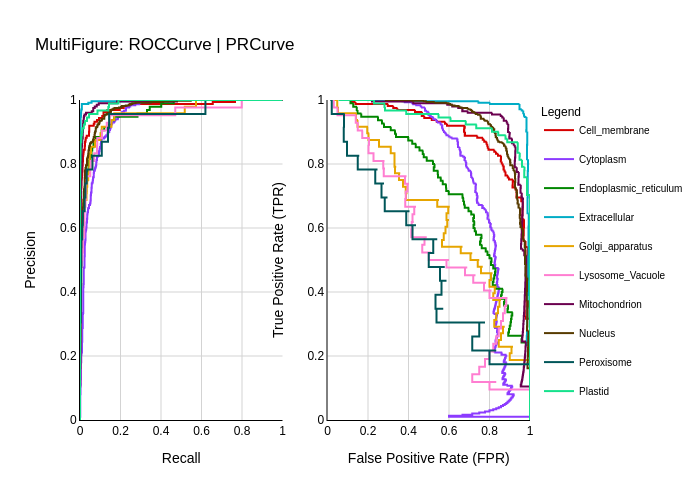 MultiFigure: ROCCurve | PRCurve
Precision
1
0.8
0.6
0.4
0.2
0
0
0.2
0.4
0.6
0.8
1
Recall
True Positive Rate (TPR)
1
0.8
0.6
0.4
0.2
0
0
0.2
0.4
0.6
0.8
1
False Positive Rate (FPR)
Legend
Cell_membrane
Cytoplasm
Endoplasmic_reticulum
Extracellular
Golgi_apparatus
Lysosome_Vacuole
Mitochondrion
Nucleus
Peroxisome
Plastid